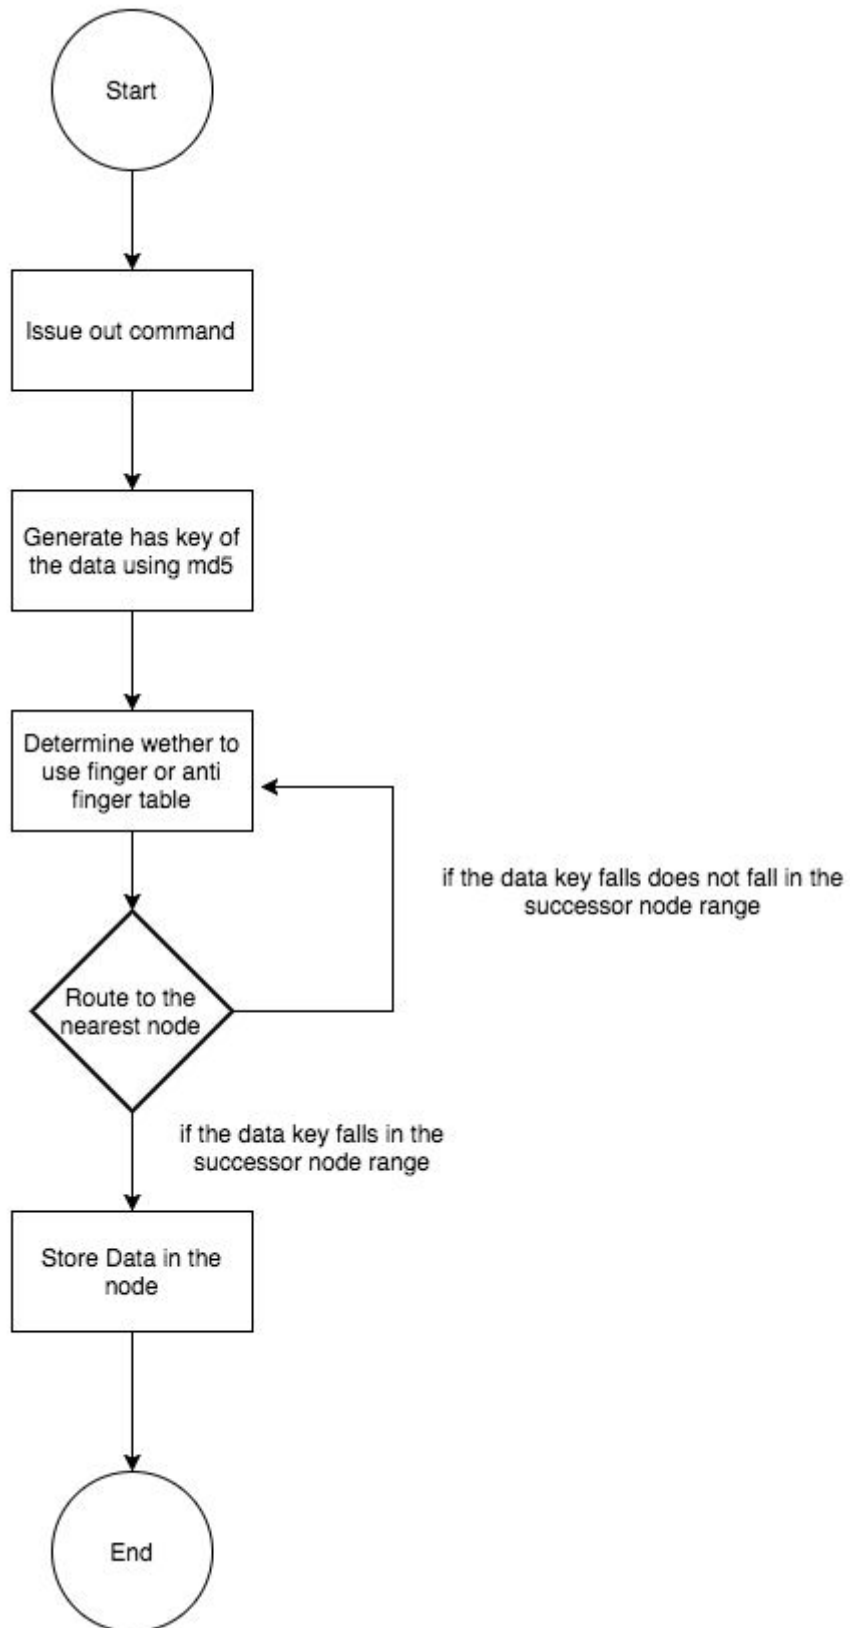 Start
Issue out command
Generate has key of
the data using md5
Determine wether to
use finger or anti
finger table
if the data key falls does not fall in the
successor node range
Route to the
nearest node
if the data key falls in the
successor node range
Store Data in the
node
End